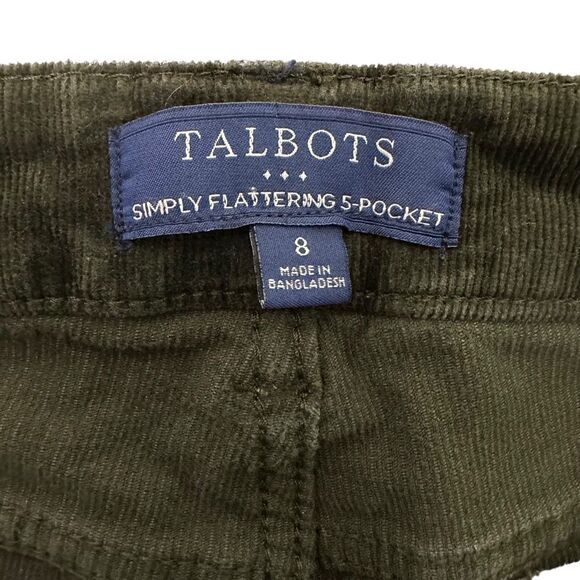 TALBOTS
SIMPLY FLATTERING 5-POCKET
8
MADE IN
BANGLADESH